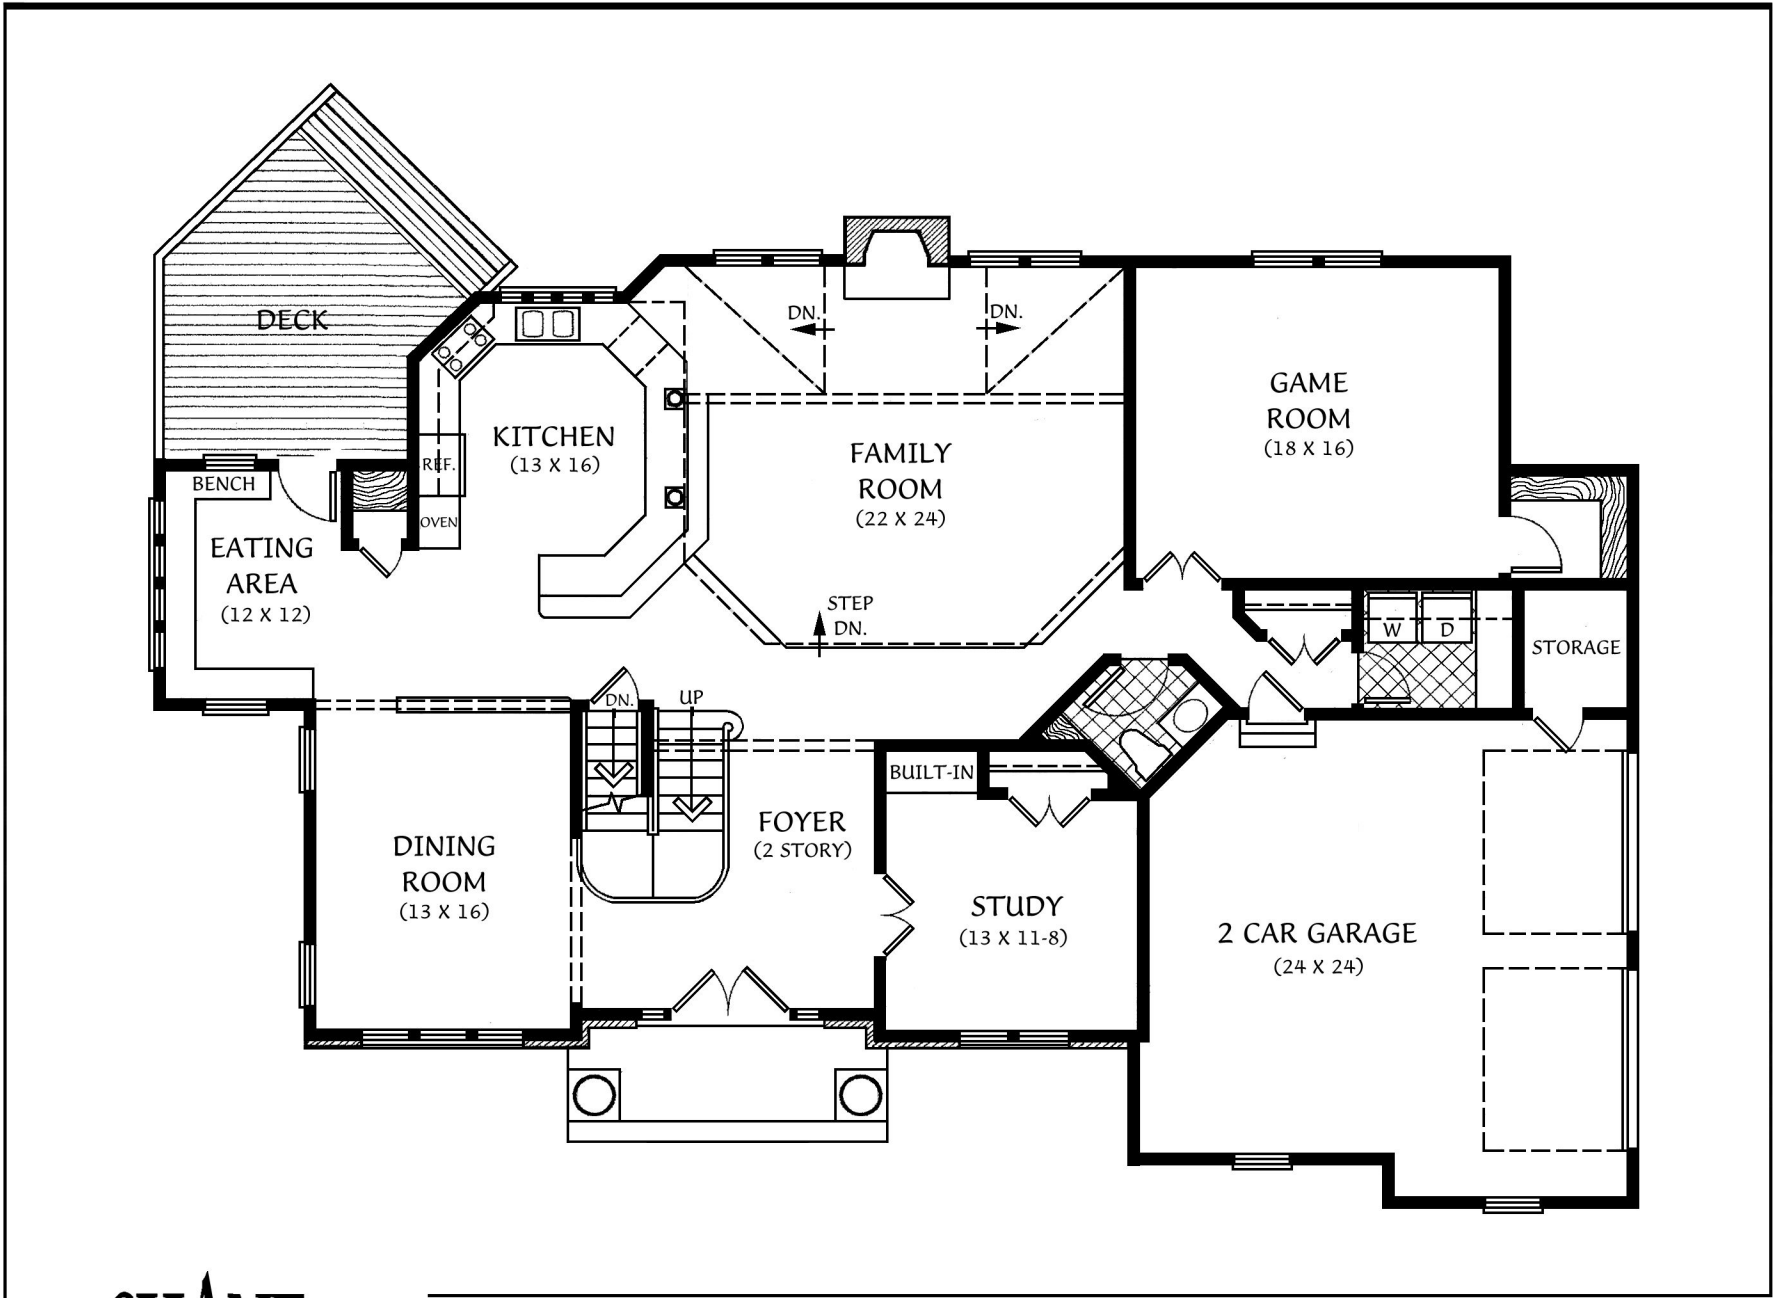 DECK
DN.
DN.
GAME
ROOM
(18 X 16)
KITCHEN
(13 X 16)
FAMILY
ROOM
(22 X 24)
REF.
BENCH
OVEN
EATING
AREA
(12 X 12)
STEP
DN.
W
D
STORAGE
DN.
UP
BUILT-IN
FOYER
(2 STORY)
DINING
ROOM
(13 X 16)
STUDY
(13 X 11-8)
2 CAR GARAGE
(24 X 24)